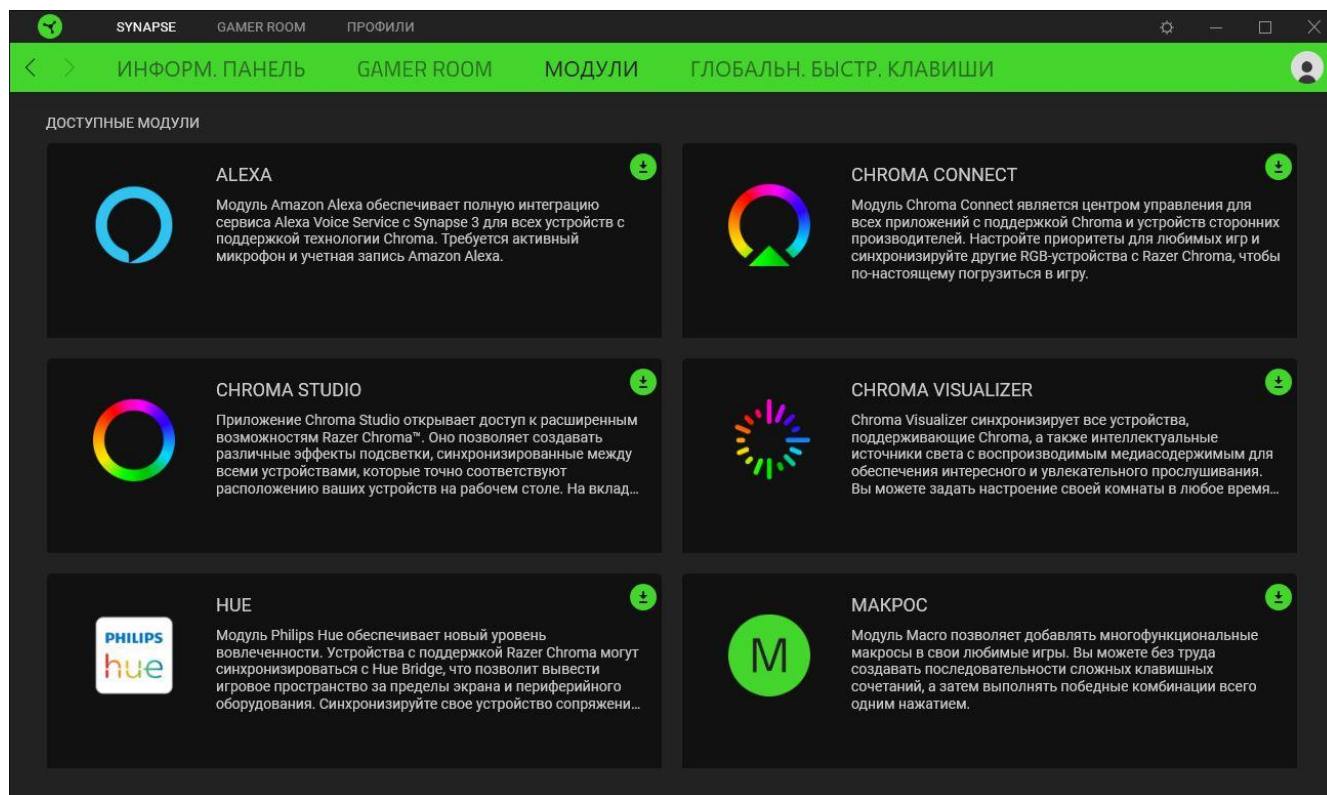 SYNAPSE GAMER ROOM ПРОФИЛИ
ИНФОРМ. ПАНЕЛЬ GAMER ROOM МОДУЛИ ГЛОБАЛЬН. БЫСТР. КЛАВИШИ
ДОСТУПНЫЕ МОДУЛИ
ALEXA
Модуль Amazon Alexa обеспечивает полную интеграцию
сервиса Alexa Voice Service с Synapse 3 для всех устройств с
поддержкой технологии Chroma. Требуется активный
микрофон и учетная запись Amazon Alexa.
CHROMA CONNECT
Модуль Chroma Connect является центром управления для
всех приложений с поддержкой Chroma и устройств сторонних
производителей. Настройте приоритеты для любимых игр и
синхронизируйте другие RGB-устройства с Razer Chroma, чтобы
по-настоящему погрузиться в игру.
CHROMA STUDIO
Приложение Chroma Studio открывает доступ к расширенным
возможностям Razer Chroma™. Оно позволяет создавать
различные эффекты подсветки, синхронизированные между
всеми устройствами, которые точно соответствуют
расположению ваших устройств на рабочем столе. На вклад...
CHROMA VISUALIZER
Chroma Visualizer синхронизирует все устройства,
поддерживающие Chroma, а также интеллектуальные
источники света с воспроизводимым медиасодержимым для
обеспечения интересного и увлекательного прослушивания.
Вы можете задать настроение своей комнаты в любое время...
PHILIPS
hue
HUE
Модуль Philips Hue обеспечивает новый уровень
вовлеченности. Устройства с поддержкой Razer Chroma могут
синхронизироваться с Hue Bridge, что позволит вывести
игровое пространство за пределы экрана и периферийного
оборудования. Синхронизируйте свое устройство сопряжени...
M
МАКРОС
Модуль Macro позволяет добавлять многофункциональные
макросы в свои любимые игры. Вы можете без труда
создавать последовательности сложных клавишных
сочетаний, а затем выполнять победные комбинации всего
одним нажатием.